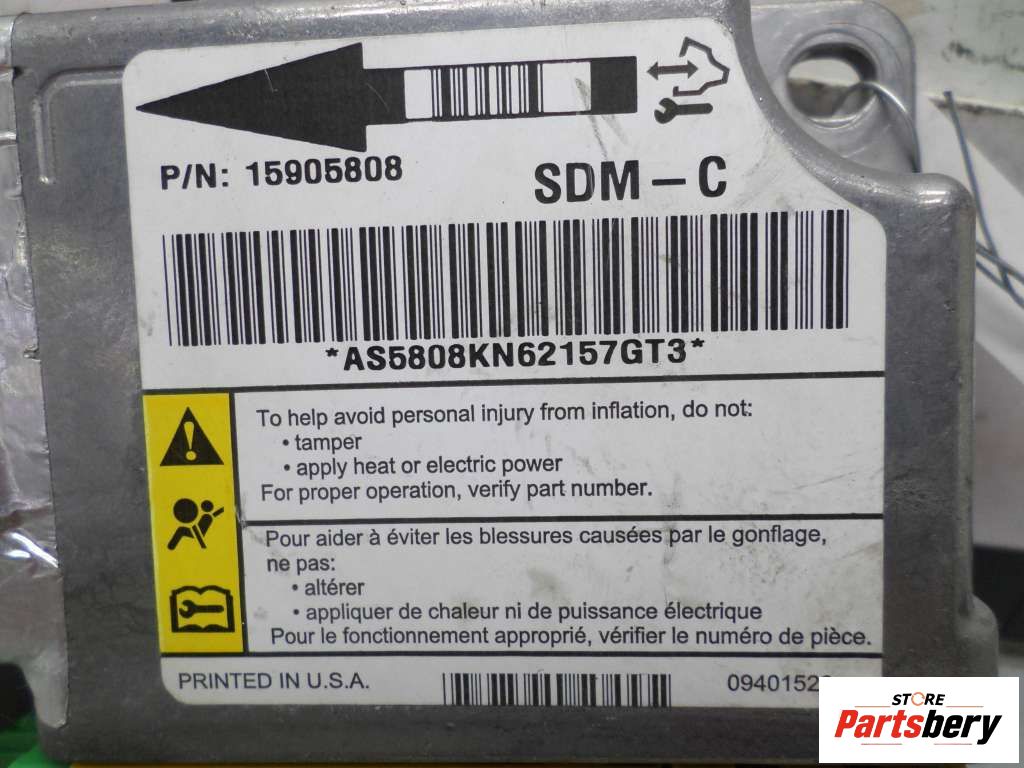 P/N: 15905808
SDM – C
*AS5808KN62157GT3*
To help avoid personal injury from inflation, do not:
• tamper
• apply heat or electric power
For proper operation, verify part number.
Pour aider à éviter les blessures causées par le gonflage,
ne pas:
• altérer
• appliquer de chaleur ni de puissance électrique
Pour le fonctionnement approprié, vérifier le numéro de pièce.
PRINTED IN U.S.A.
STORE
Partsbery